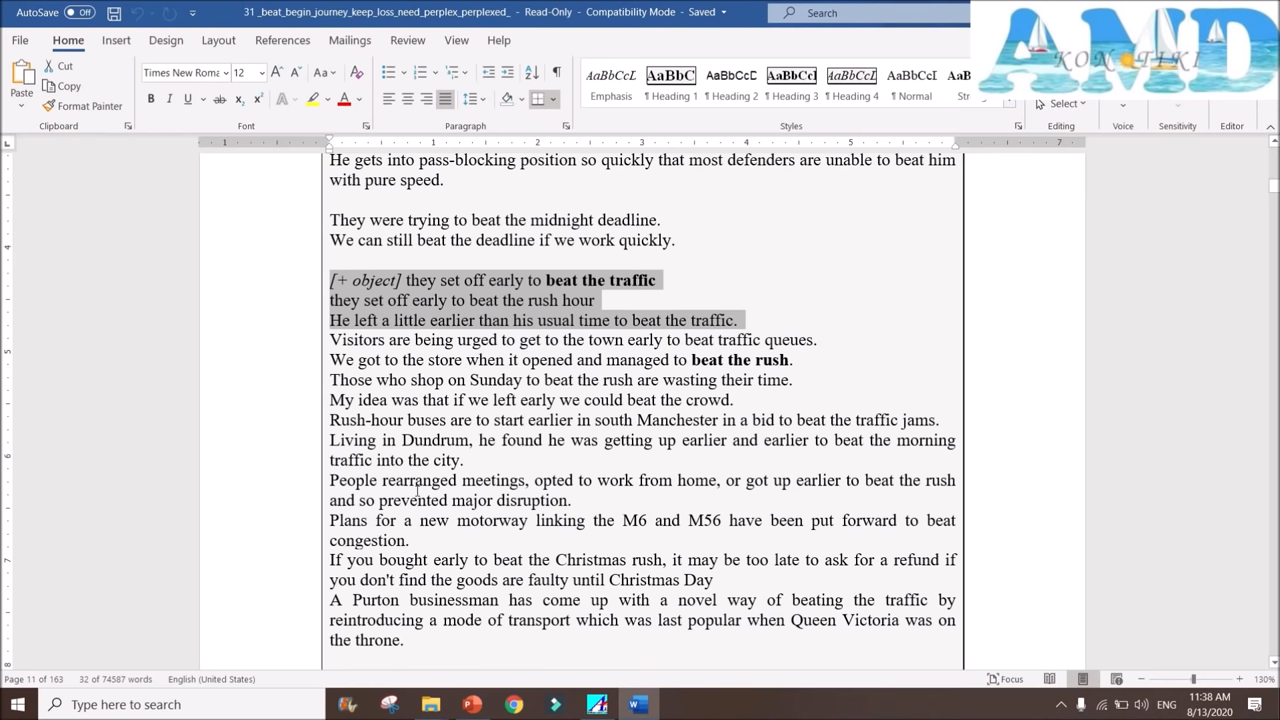 AutoSave Off 31 _beat_begin_journey_keep_loss_need_perplex_perplexed_ - Read-Only - Compatibility Mode - Saved Search
AMD
KON TIKI
File Home Insert Design Layout References Mailings Review View Help
Paste Cut Copy Format Painter
Times New Roma 12
AaBbCcL AaBbC AaBbCcL AaBbCcI AaBbCcL AaBbCcL AaBb
Emphasis ¶ Heading 1 ¶ Heading 2 ¶ Heading 3 ¶ Heading 4 ¶ Normal Str
Select
Clipboard Font Paragraph Styles Editing Voice Sensitivity Editor
1 1 2 3 4 5 7
He gets into pass-blocking position so quickly that most defenders are unable to beat him
with pure speed.
They were trying to beat the midnight deadline.
We can still beat the deadline if we work quickly.
[+ object] they set off early to beat the traffic
they set off early to beat the rush hour
He left a little earlier than his usual time to beat the traffic.
Visitors are being urged to get to the town early to beat traffic queues.
We got to the store when it opened and managed to beat the rush.
Those who shop on Sunday to beat the rush are wasting their time.
My idea was that if we left early we could beat the crowd.
Rush-hour buses are to start earlier in south Manchester in a bid to beat the traffic jams.
Living in Dundrum, he found he was getting up earlier and earlier to beat the morning
traffic into the city.
People rearranged meetings, opted to work from home, or got up earlier to beat the rush
and so prevented major disruption.
Plans for a new motorway linking the M6 and M56 have been put forward to beat
congestion.
If you bought early to beat the Christmas rush, it may be too late to ask for a refund if
you don't find the goods are faulty until Christmas Day
A Purton businessman has come up with a novel way of beating the traffic by
reintroducing a mode of transport which was last popular when Queen Victoria was on
the throne.
Page 11 of 163 32 of 74587 words English (United Kingdom) Focus 130%
Type here to search ENG 11:38 AM
8/13/2020